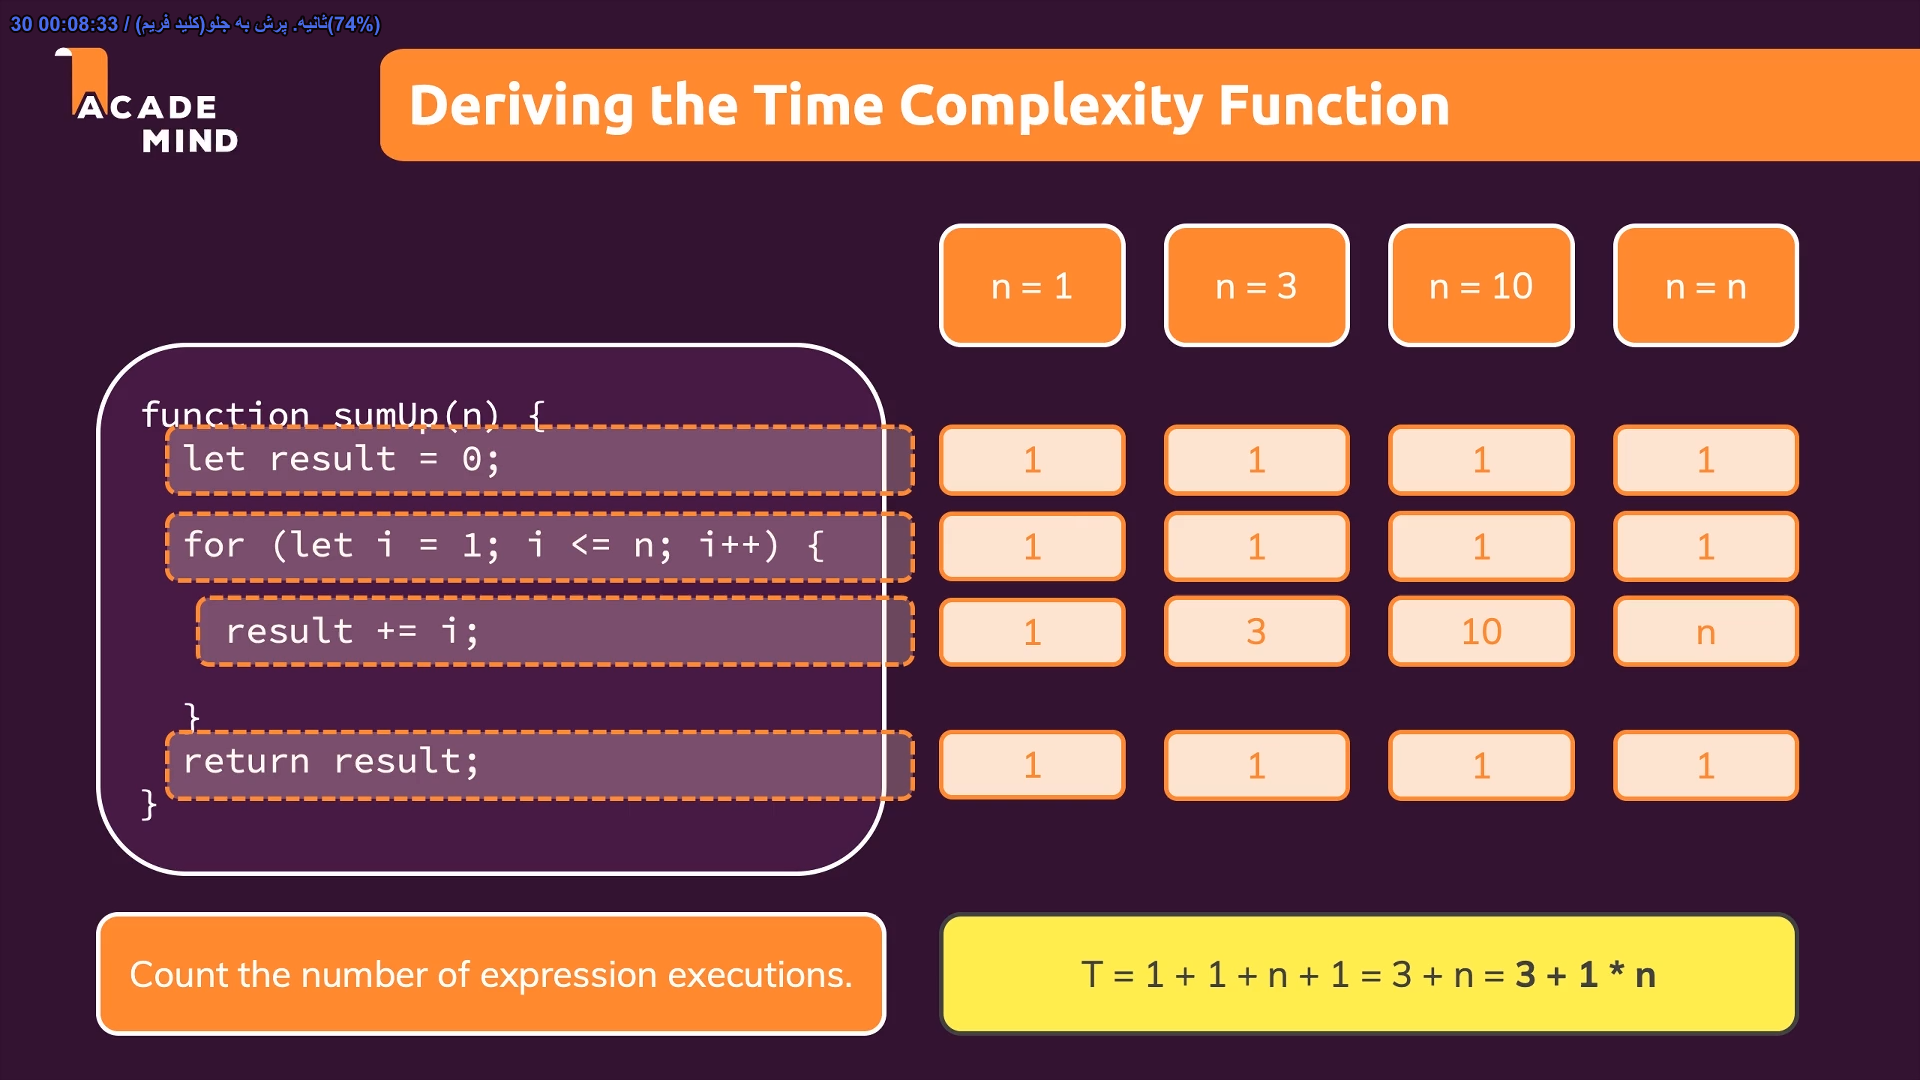 30 00:08:33 / (74%)ثانیه. پرش به جلو(کلید فریم)
ACADE
MIND
Deriving the Time Complexity Function
n = 1
n = 3
n = 10
n = n
function sumUp(n) {
let result = 0;
1
1
1
1
for (let i = 1; i <= n; i++) {
1
1
1
1
result += i;
1
3
10
n
}
return result;
1
1
1
1
}
Count the number of expression executions.
T = 1 + 1 + n + 1 = 3 + n = 3 + 1 * n